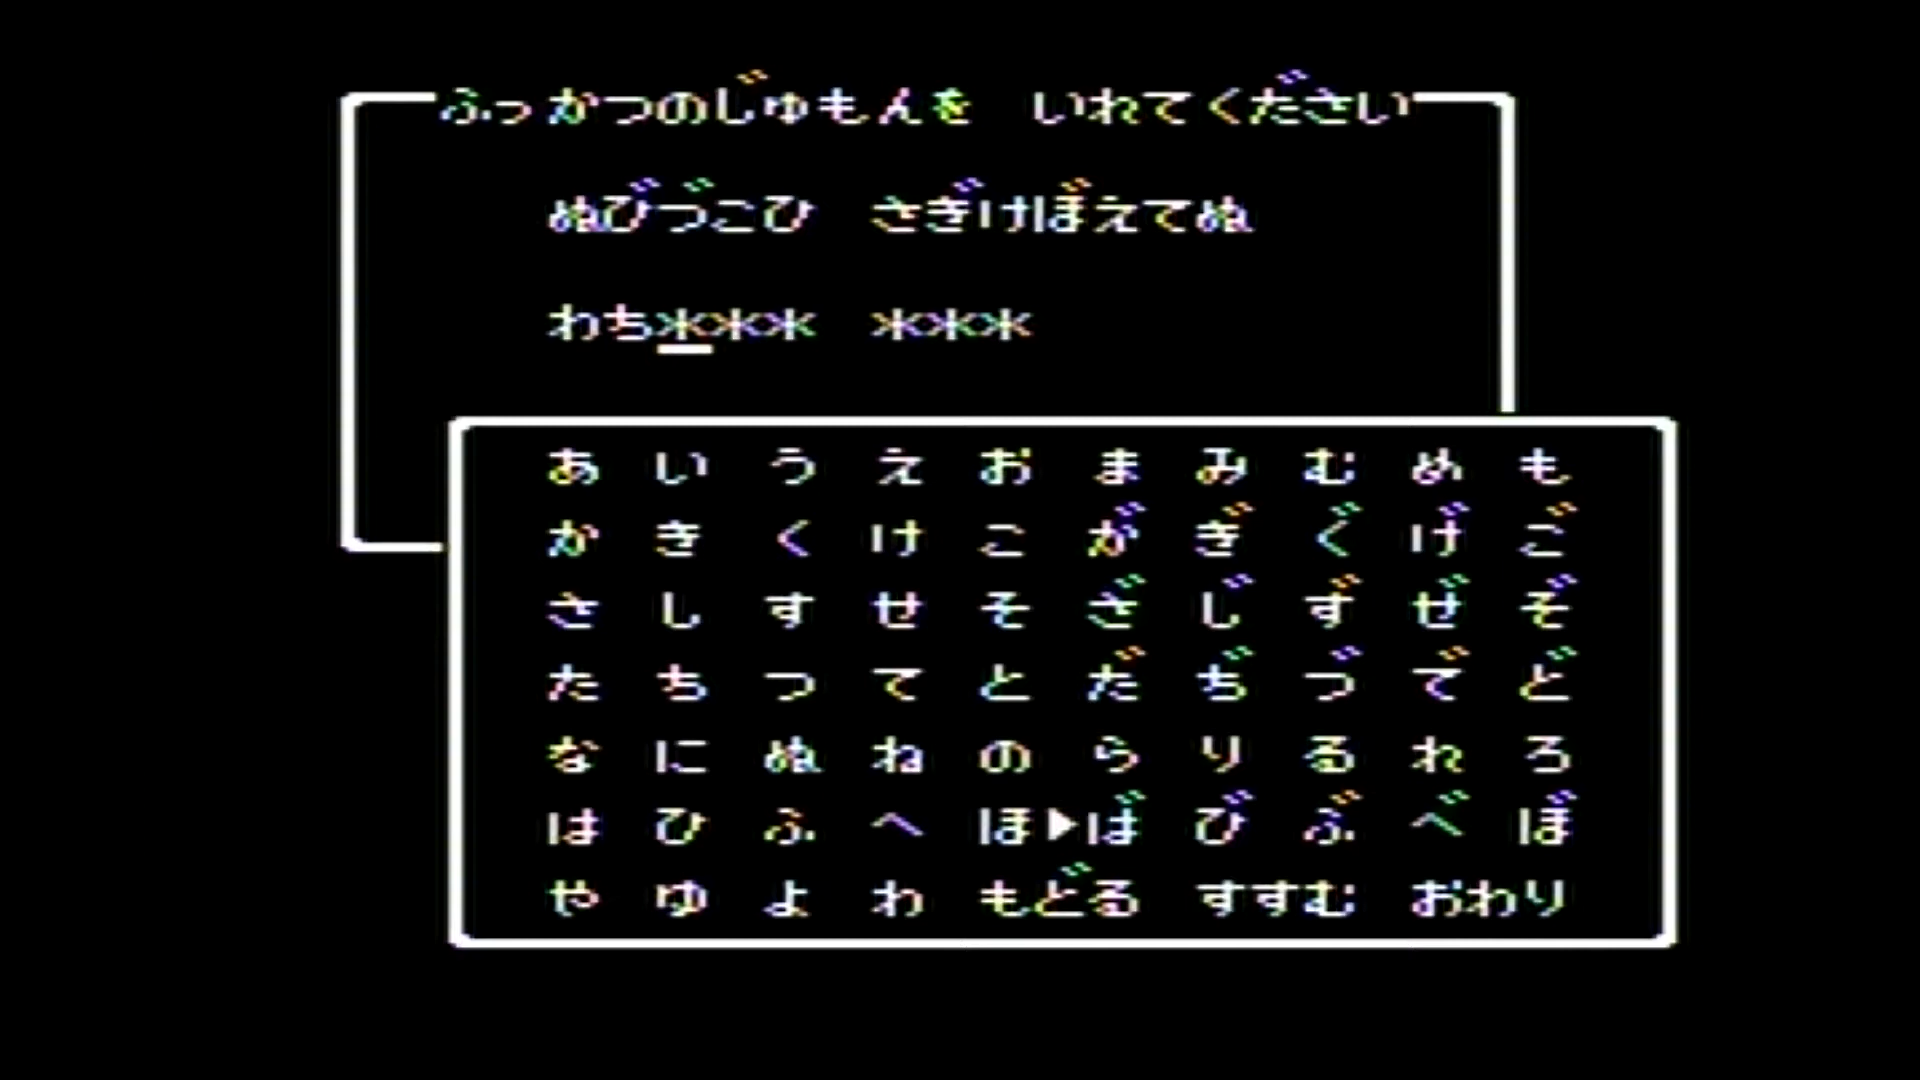 ふっかつのじゅもんを いれてください
ぬびづこひ さぎけぼえてぬ
わち*** ***
あ い う え お ま み む め も
か き く け こ が ぎ ぐ げ ご
さ し す せ そ ざ じ ず ぜ ぞ
た ち つ て と だ ぢ づ で ど
な に ぬ ね の ら り る れ ろ
は ひ ふ へ ほ ▶ば び ぶ べ ぼ
や ゆ よ わ もどる すすむ おわり